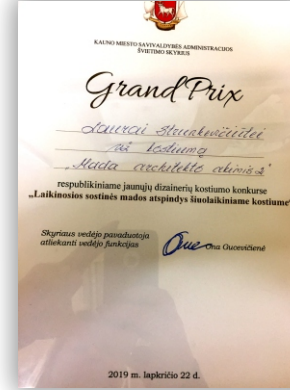 KAUNO MIESTO SAVIVALDYBĖS ADMINISTRACIJOS
ŠVIETIMO SKYRIUS
Grand Prix
Laurai Strunkevičiūtei
už kostiumą
„Mada architekto akimis"
respublikiniame jaunųjų dizainerių kostiumo konkurse
„Laikinosios sostinės mados atspindys šiuolaikiniame kostiume"
Skyriaus vedėjo pavaduotoja
atliekanti vedėjo funkcijas
Ona Gucevičienė
2019 m. lapkričio 22 d.